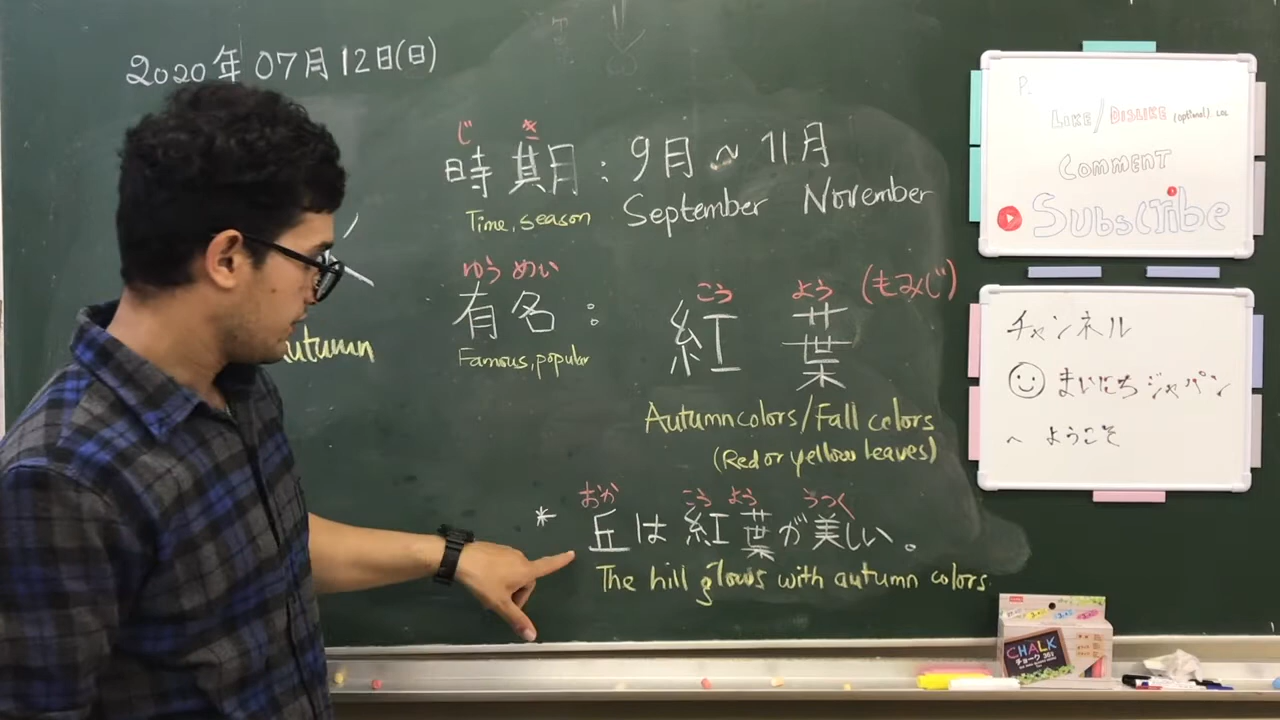 2020年07月12日(日)
じ き
時期:9月~11月
Time, season September November
ゆう めい
有名:
Famous, popular
こう よう (もみじ)
紅 葉
Autumn colors/Fall colors
(Red or yellow leaves)
おか こう よう うつく
* 丘は紅葉が美しい。
The hill glows with autumn colors.
Autumn
P.
LIKE/DISLIKE (optional). LOL
COMMENT
Subscribe
チャンネル
まいにちジャパン
へ ようこそ
CHALK
チョーク